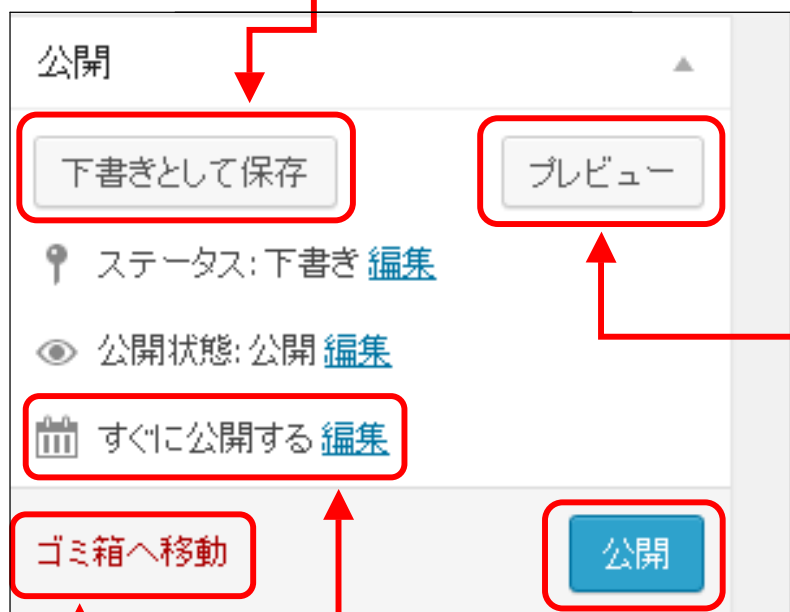 公開
下書きとして保存 プレビュー
ステータス: 下書き 編集
公開状態: 公開 編集
すぐに公開する 編集
ゴミ箱へ移動 公開